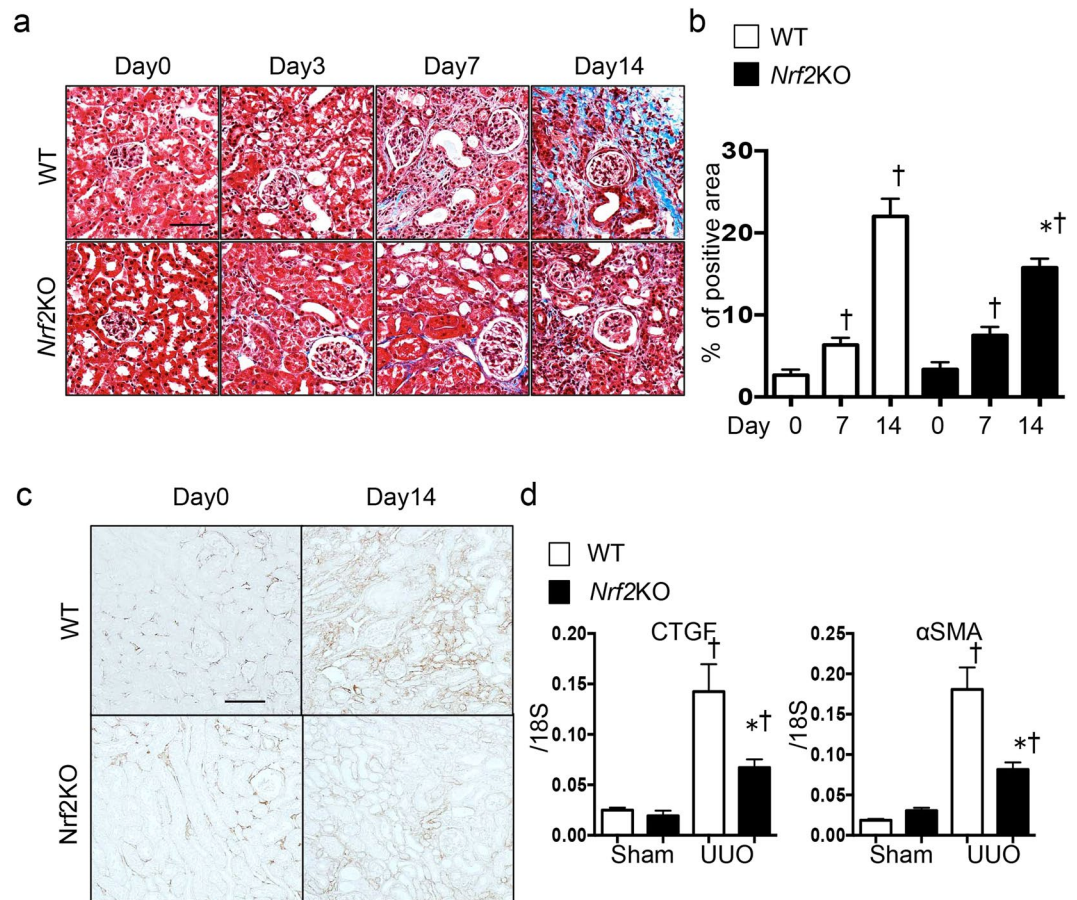 a
Day0 Day3 Day7 Day14
WT
Nrf2KO
b
WT
Nrf2KO
% of positive area
30
20
10
0
†
†
†
*†
Day 0 7 14 0 7 14
c
Day0 Day14
WT
Nrf2KO
d
WT
Nrf2KO
CTGF
/18S
0.20
0.15
0.10
0.05
0.00
†
*†
Sham UUO
αSMA
/18S
0.25
0.20
0.15
0.10
0.05
0.00
†
*†
Sham UUO